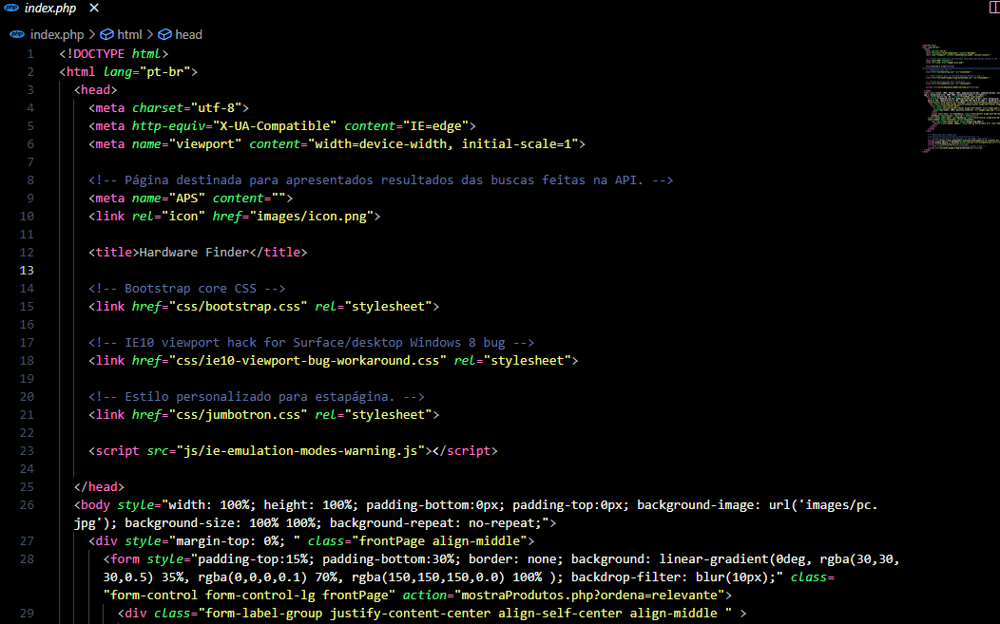 php index.php ×
php index.php > html > head
1 <!DOCTYPE html>
2 <html lang="pt-br">
3 <head>
4 <meta charset="utf-8">
5 <meta http-equiv="X-UA-Compatible" content="IE=edge">
6 <meta name="viewport" content="width=device-width, initial-scale=1">
7
8 <!-- Página destinada para apresentados resultados das buscas feitas na API. -->
9 <meta name="APS" content="">
10 <link rel="icon" href="images/icon.png">
11
12 <title>Hardware Finder</title>
13
14 <!-- Bootstrap core CSS -->
15 <link href="css/bootstrap.css" rel="stylesheet">
16
17 <!-- IE10 viewport hack for Surface/desktop Windows 8 bug -->
18 <link href="css/ie10-viewport-bug-workaround.css" rel="stylesheet">
19
20 <!-- Estilo personalizado para estapágina. -->
21 <link href="css/jumbotron.css" rel="stylesheet">
22
23 <script src="js/ie-emulation-modes-warning.js"></script>
24
25 </head>
26 <body style="width: 100%; height: 100%; padding-bottom:0px; padding-top:0px; background-image: url('images/pc.
jpg'); background-size: 100% 100%; background-repeat: no-repeat;">
27 <div style="margin-top: 0%; " class="frontPage align-middle">
28 <form style="padding-top:15%; padding-bottom:30%; border: none; background: linear-gradient(0deg, rgba(30,30,
30,0.5) 35%, rgba(0,0,0,0.1) 70%, rgba(150,150,150,0.0) 100% ); backdrop-filter: blur(10px);" class=
"form-control form-control-lg frontPage" action="mostraProdutos.php?ordena=relevante">
29 <div class="form-label-group justify-content-center align-self-center align-middle " >